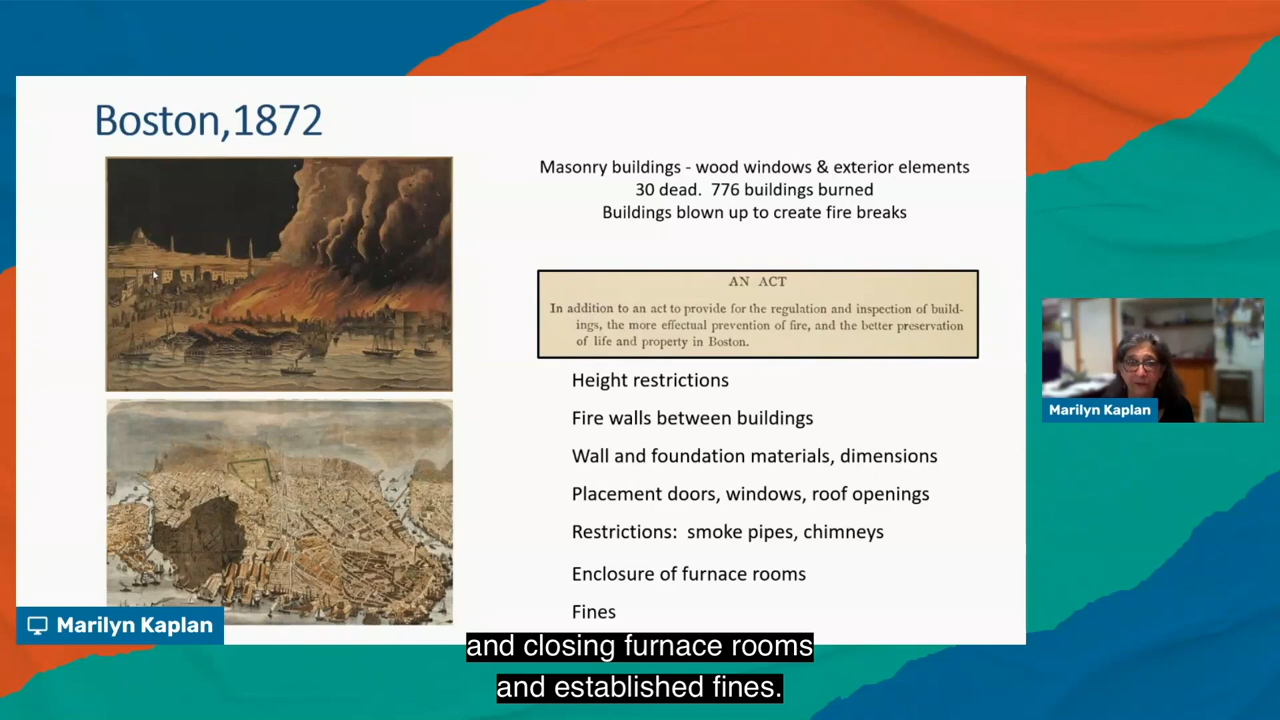 Boston,1872
Masonry buildings - wood windows & exterior elements
30 dead.  776 buildings burned
Buildings blown up to create fire breaks
AN ACT
In addition to an act to provide for the regulation and inspection of build-
ings, the more effectual prevention of fire, and the better preservation
of life and property in Boston.
Height restrictions
Fire walls between buildings
Wall and foundation materials, dimensions
Placement doors, windows, roof openings
Restrictions:  smoke pipes, chimneys
Enclosure of furnace rooms
Fines
Marilyn Kaplan
Marilyn Kaplan
and closing furnace rooms
and established fines.